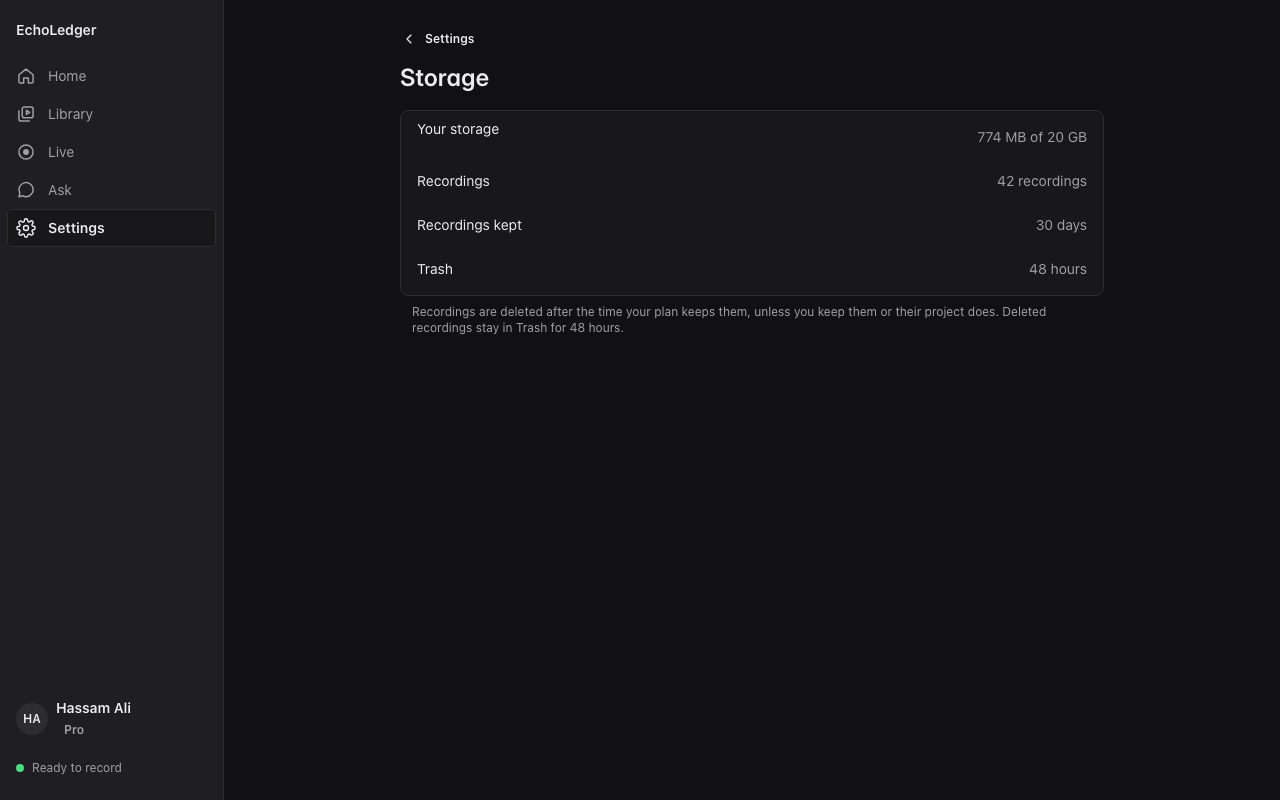 EchoLedger
Home
Library
Live
Ask
Settings
HA
Hassam Ali
Pro
Ready to record
Settings
Storage
Your storage
774 MB of 20 GB
Recordings
42 recordings
Recordings kept
30 days
Trash
48 hours
Recordings are deleted after the time your plan keeps them, unless you keep them or their project does. Deleted
recordings stay in Trash for 48 hours.